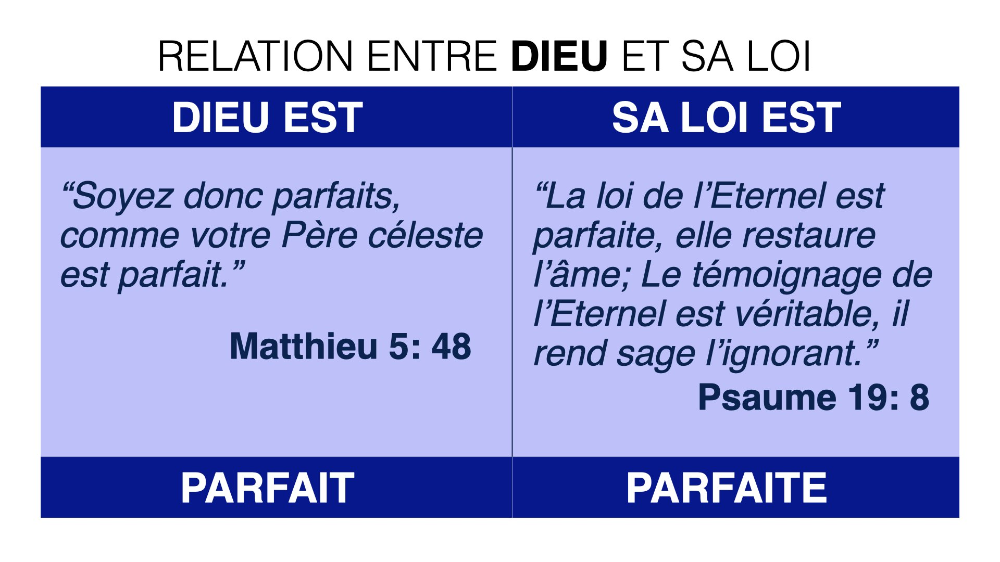 RELATION ENTRE DIEU ET SA LOI
DIEU EST
SA LOI EST
“Soyez donc parfaits,
comme votre Père céleste
est parfait.”
Matthieu 5: 48
“La loi de l’Eternel est
parfaite, elle restaure
l’âme; Le témoignage de
l’Eternel est véritable, il
rend sage l’ignorant.”
Psaume 19: 8
PARFAIT
PARFAITE